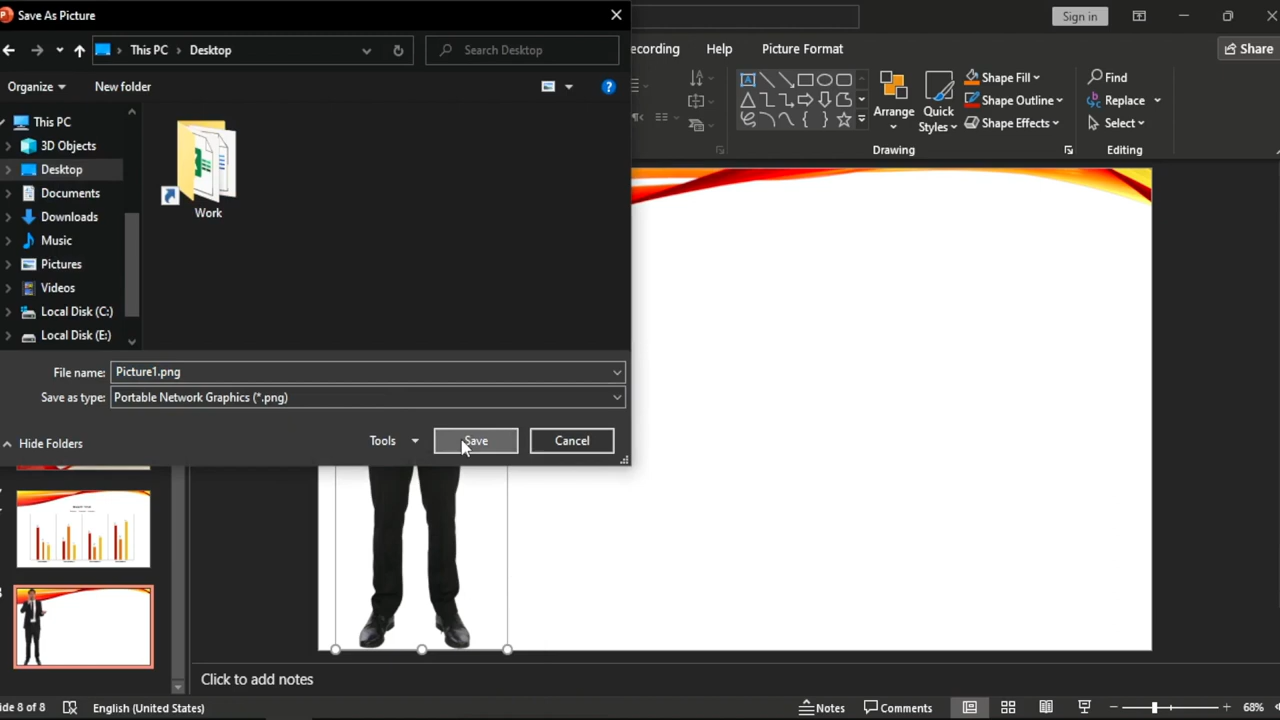 Save As Picture
Sign in
This PC
Desktop
Search Desktop
ecording
Help
Picture Format
Share
Organize
New folder
Shape Fill
Find
Arrange
Quick
Styles
Shape Outline
Replace
Shape Effects
Select
Drawing
Editing
This PC
3D Objects
Desktop
Documents
Downloads
Music
Pictures
Videos
Local Disk (C:)
Local Disk (E:)
Work
File name:
Picture1.png
Save as type:
Portable Network Graphics (*.png)
Hide Folders
Tools
Save
Cancel
Click to add notes
ide 8 of 8
English (United States)
Notes
Comments
68%